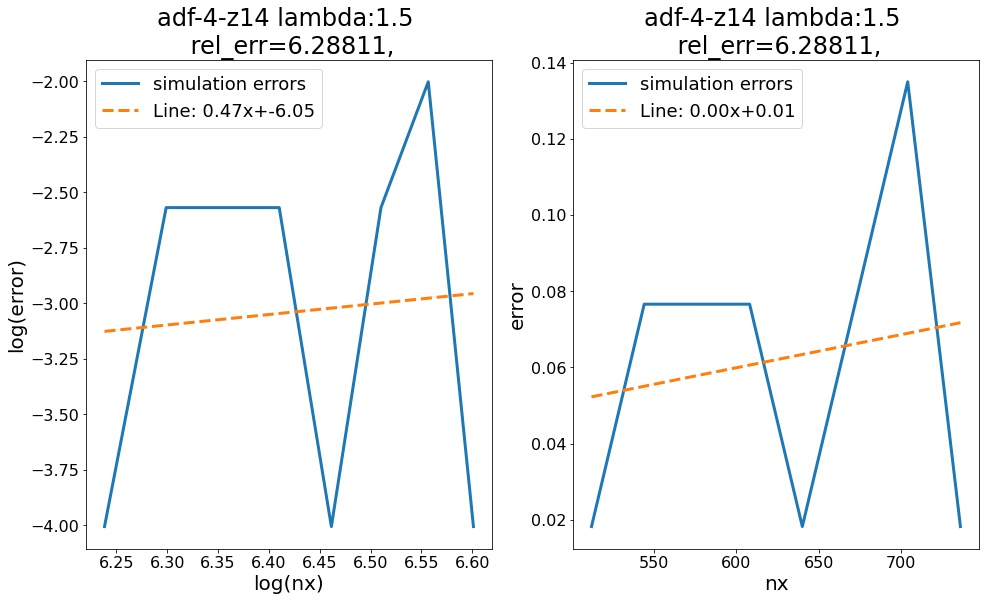 adf-4-z14 lambda:1.5
rel_err=6.28811,
simulation errors
Line: 0.47x+-6.05
−2.00
−2.25
−2.50
−2.75
−3.00
−3.25
−3.50
−3.75
−4.00
log(error)
6.25 6.30 6.35 6.40 6.45 6.50 6.55 6.60
log(nx)
adf-4-z14 lambda:1.5
rel_err=6.28811,
simulation errors
Line: 0.00x+0.01
0.14
0.12
0.10
0.08
0.06
0.04
0.02
error
550 600 650 700
nx